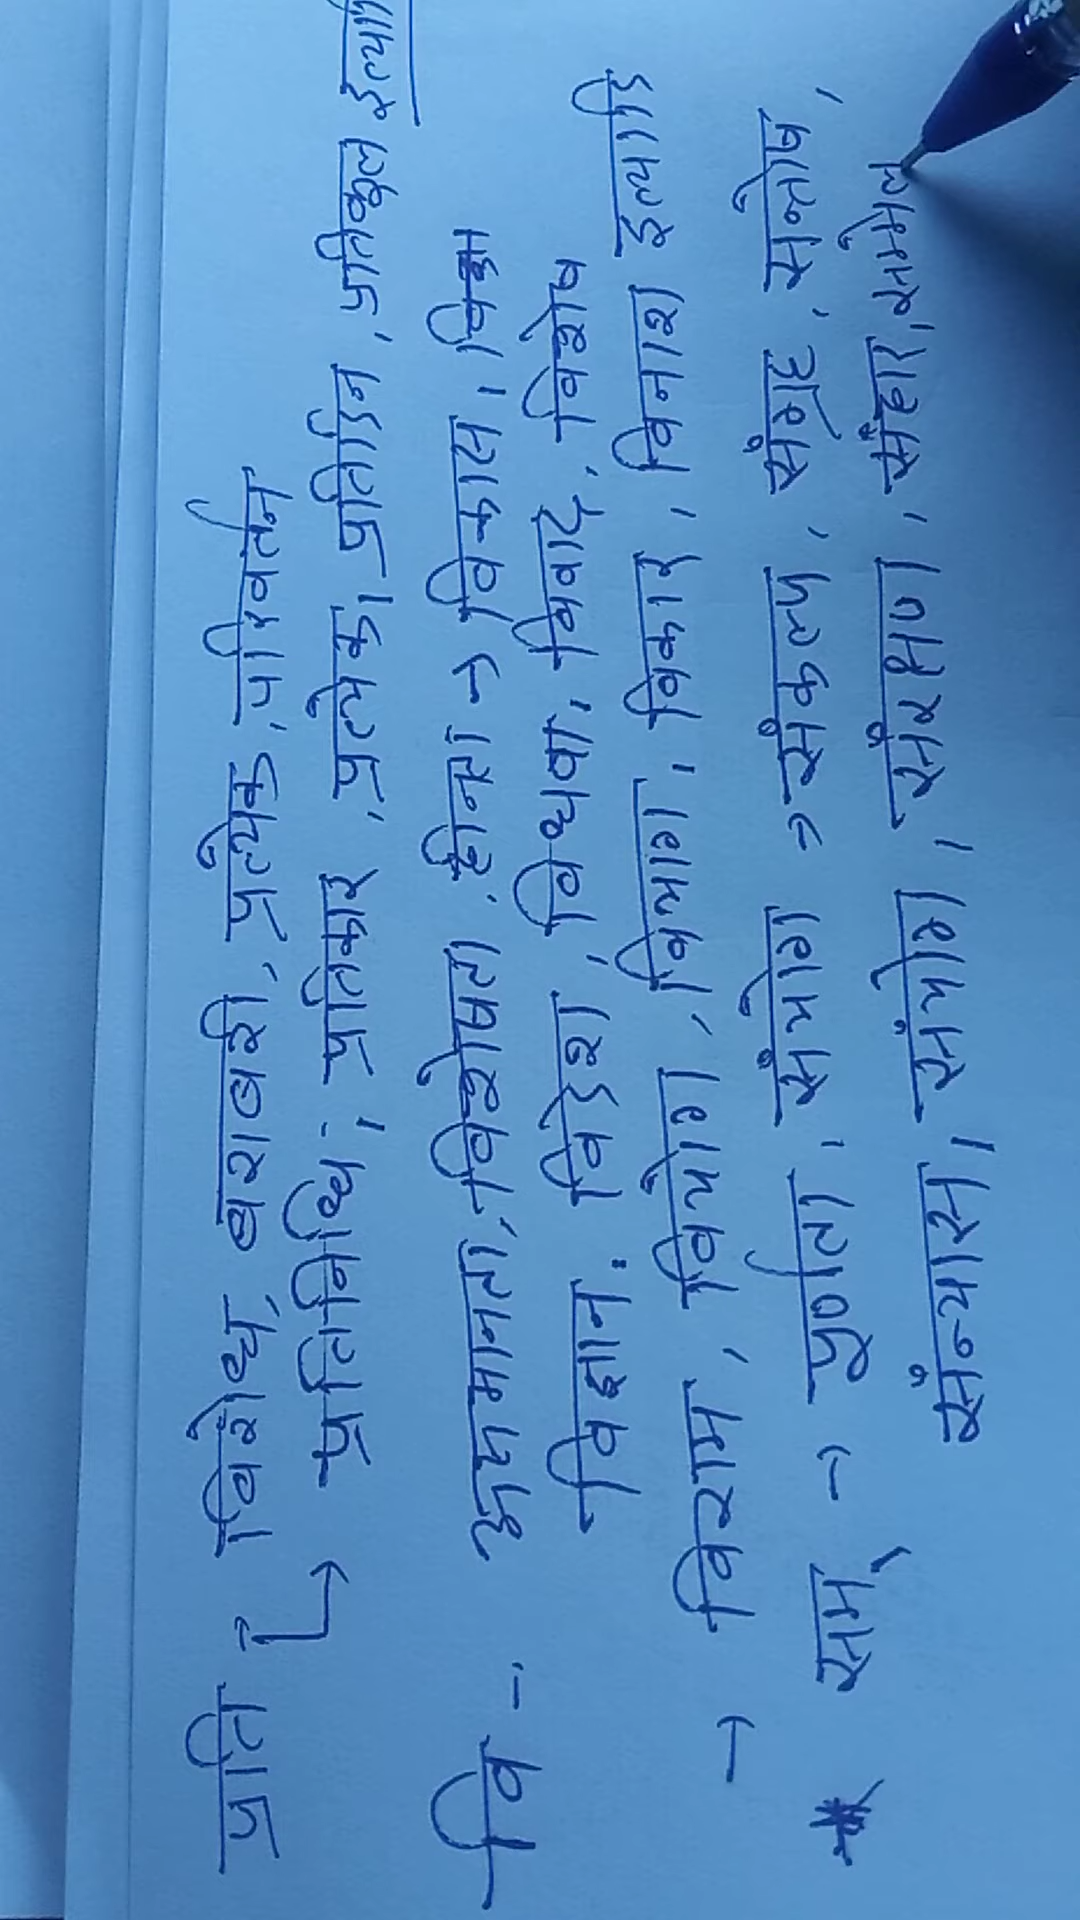 प्रति → विरोध, बराबरी, प्रत्येक, परिवर्तन
↳ प्रतिनिधि, प्रतिकार, प्रत्येक, प्रतिदिन, प्रतिकूल इत्यादि
वि - असमानता, विशेषता, हीनता → विकास,
विज्ञान, विदेश, विधवा, विवाद, विशेष
→ विराम, वियोग, विभाग, विकार, विनाश इत्यादि
* सम् → पूर्णता, संयोग = संकल्प, संग्रह, सन्तोष,
संन्यास, संयोग, संरक्षण, संहार, सम्मेल